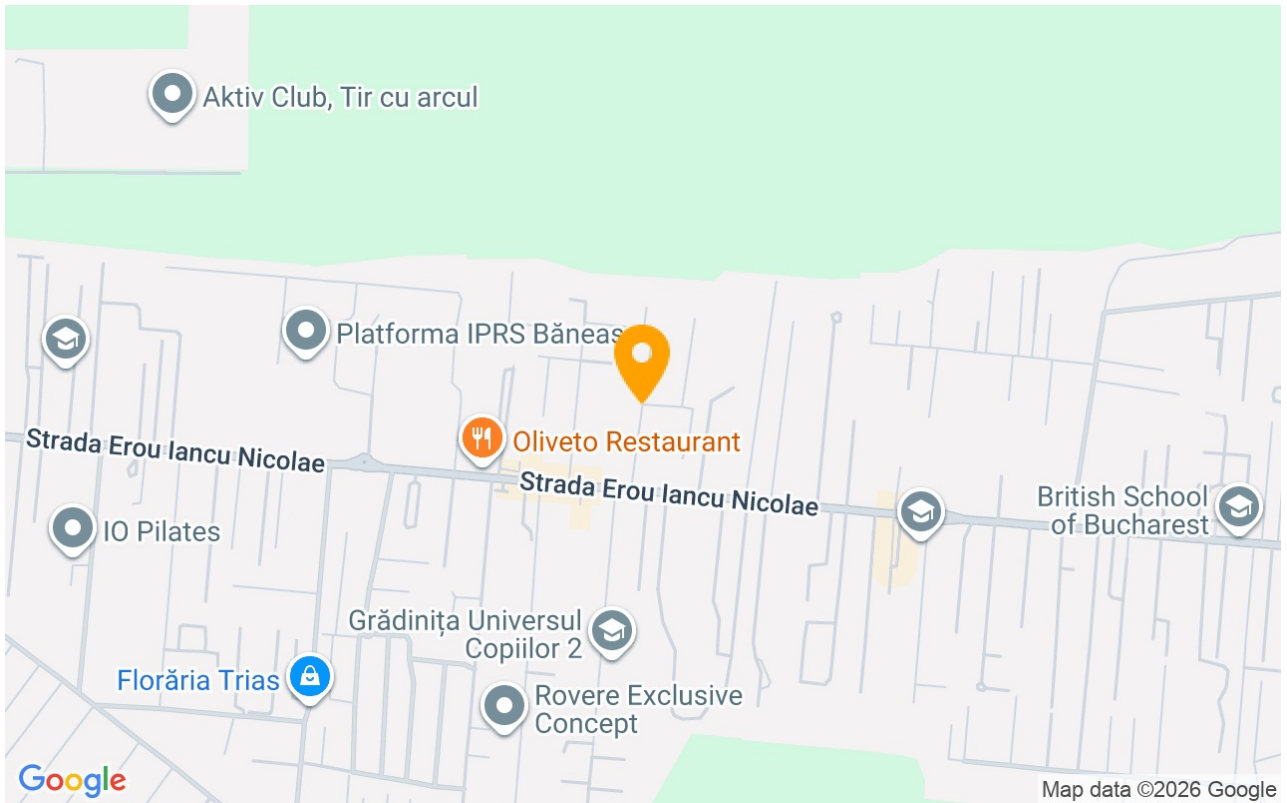 Aktiv Club, Tir cu arcul
Platforma IPRS Băneas
Oliveto Restaurant
Strada Erou Iancu Nicolae
Strada Erou Iancu Nicolae
British School
of Bucharest
IO Pilates
Grădinița Universul
Copiilor 2
Florăria Trias
Rovere Exclusive
Concept
Google
Map data ©2026 Google